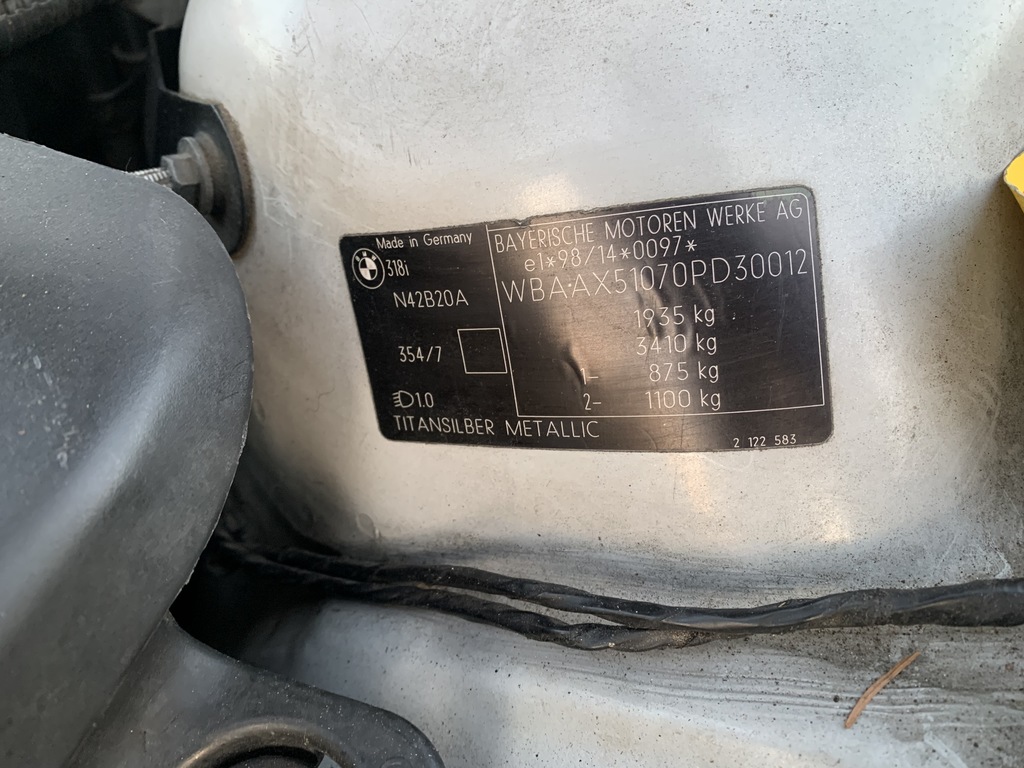 Made in Germany
BMW
318i
N42B20A
354/7
1.0
TITANSILBER METALLIC
BAYERISCHE MOTOREN WERKE AG
e1*98/14*0097*
WBAAX51070PD30012
1935 kg
3410 kg
1– 875 kg
2– 1100 kg
2 122 583